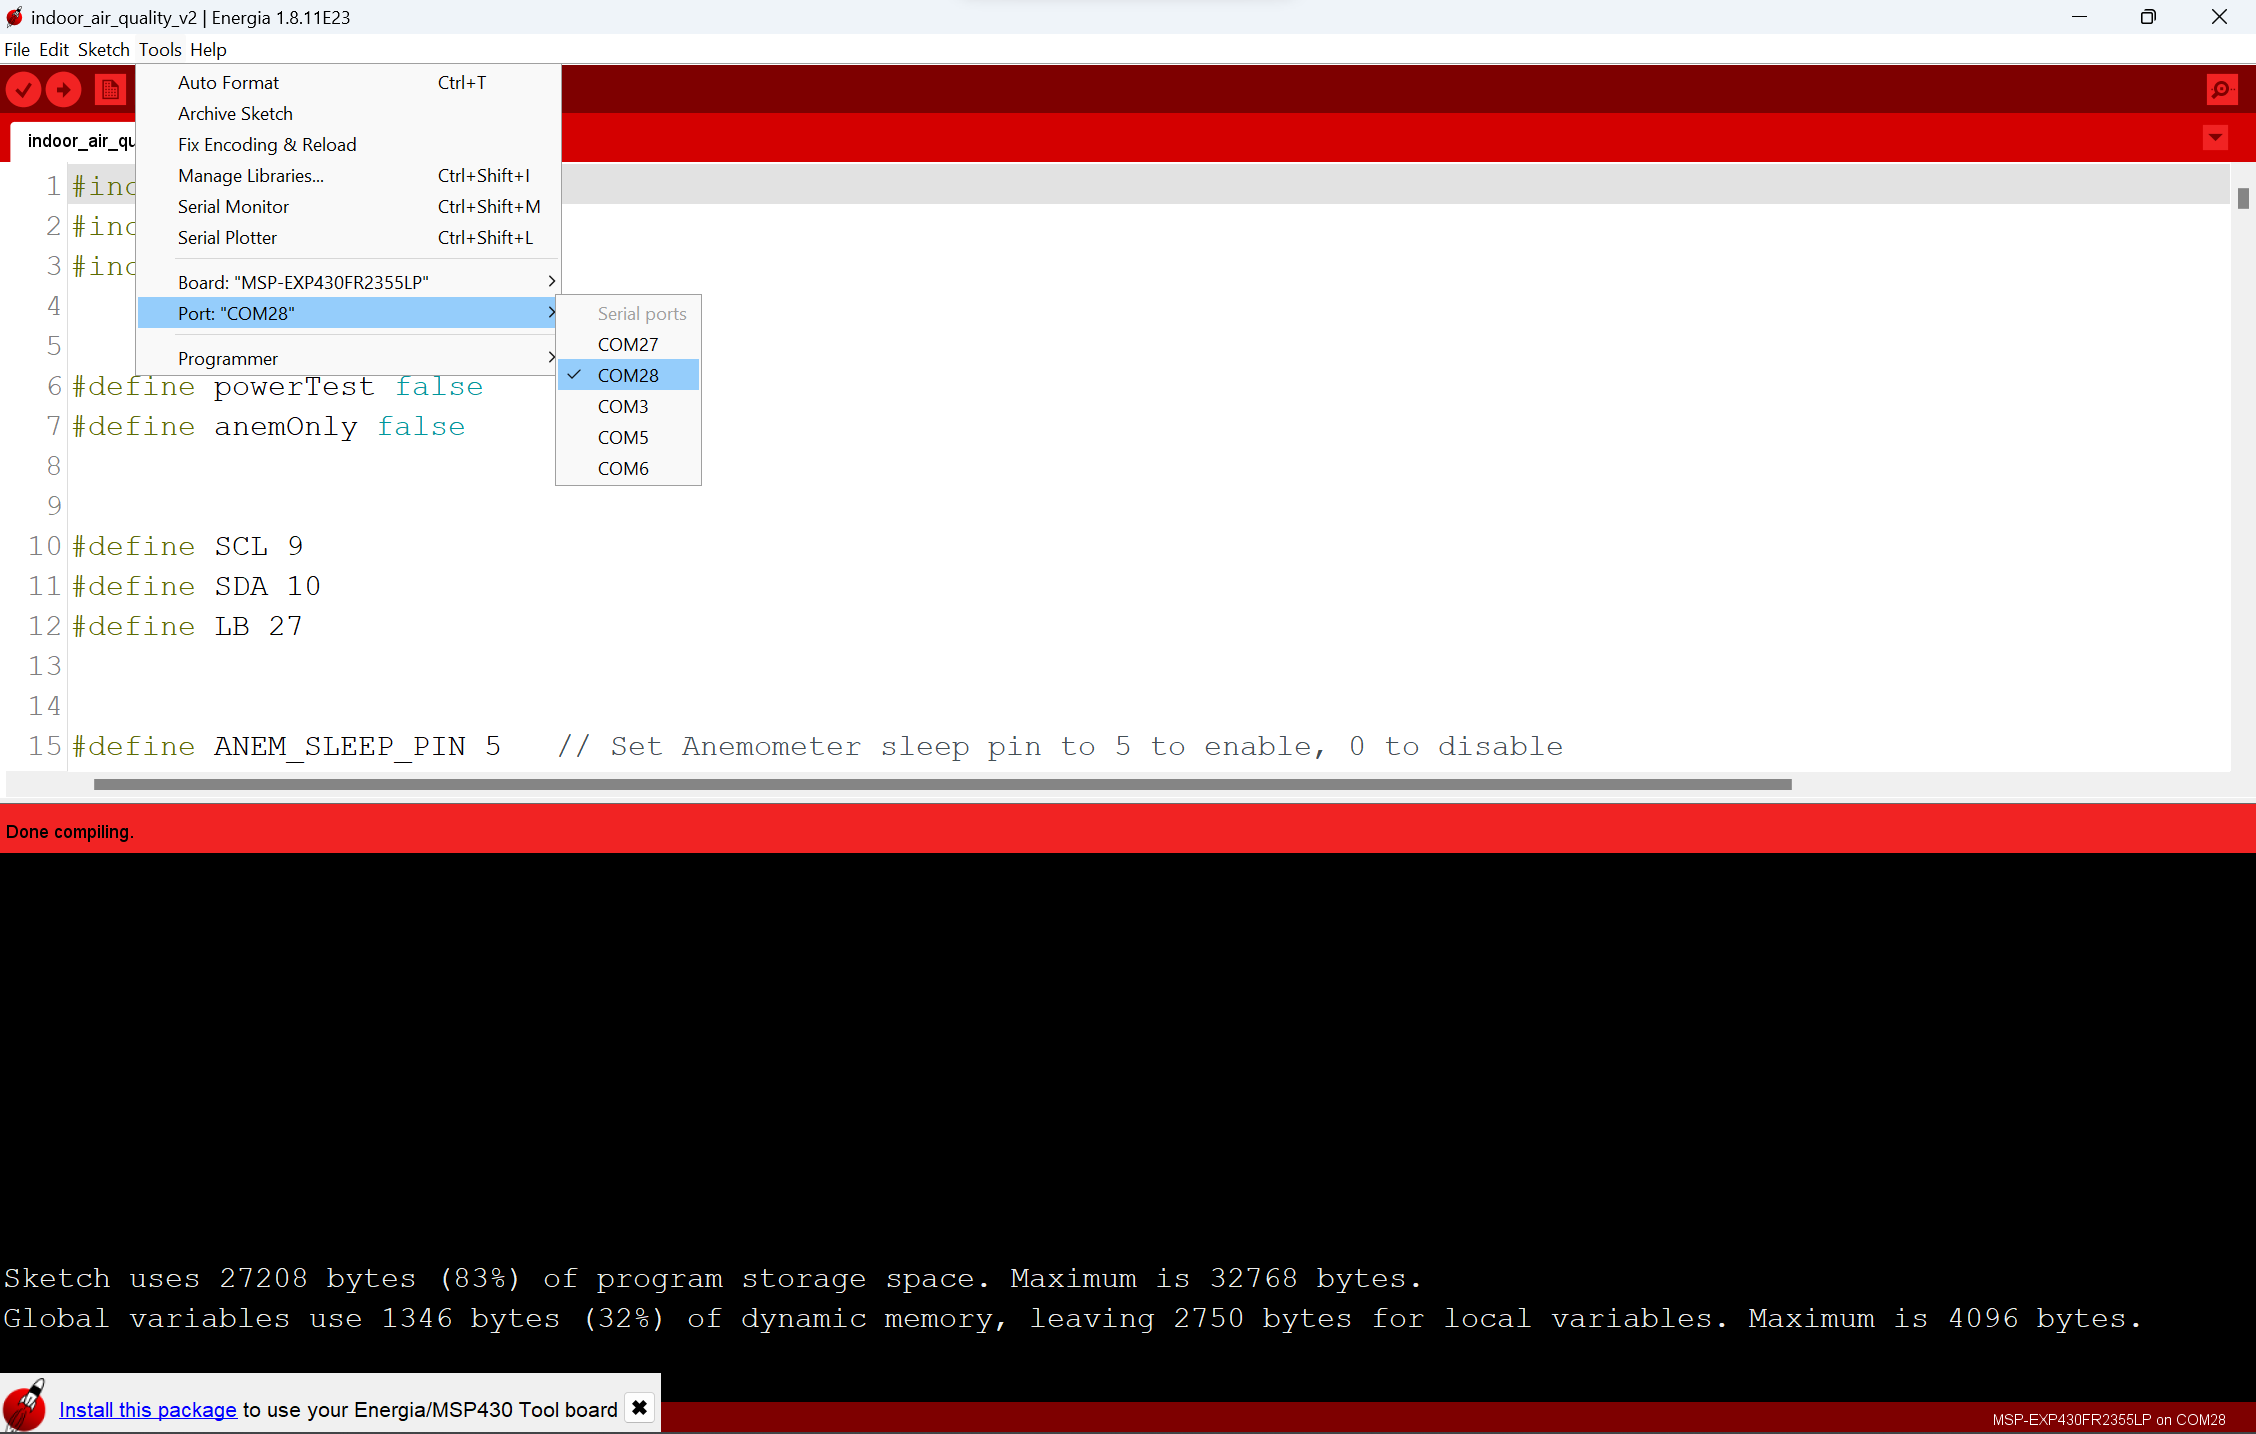 indoor_air_quality_v2 | Energia 1.8.11E23
File Edit Sketch Tools Help
Auto Format Ctrl+T
Archive Sketch
Fix Encoding & Reload
Manage Libraries... Ctrl+Shift+I
Serial Monitor Ctrl+Shift+M
Serial Plotter Ctrl+Shift+L
Board: "MSP-EXP430FR2355LP"
Port: "COM28"
Programmer
Serial ports
COM27
COM28
COM3
COM5
COM6
indoor_air_qu
1 #inc
2 #inc
3 #inc
4
5
6 #define powerTest false
7 #define anemOnly false
8
9
10 #define SCL 9
11 #define SDA 10
12 #define LB 27
13
14
15 #define ANEM_SLEEP_PIN 5 // Set Anemometer sleep pin to 5 to enable, 0 to disable
Done compiling.
Sketch uses 27208 bytes (83%) of program storage space. Maximum is 32768 bytes.
Global variables use 1346 bytes (32%) of dynamic memory, leaving 2750 bytes for local variables. Maximum is 4096 bytes.
Install this package to use your Energia/MSP430 Tool board
MSP-EXP430FR2355LP on COM28